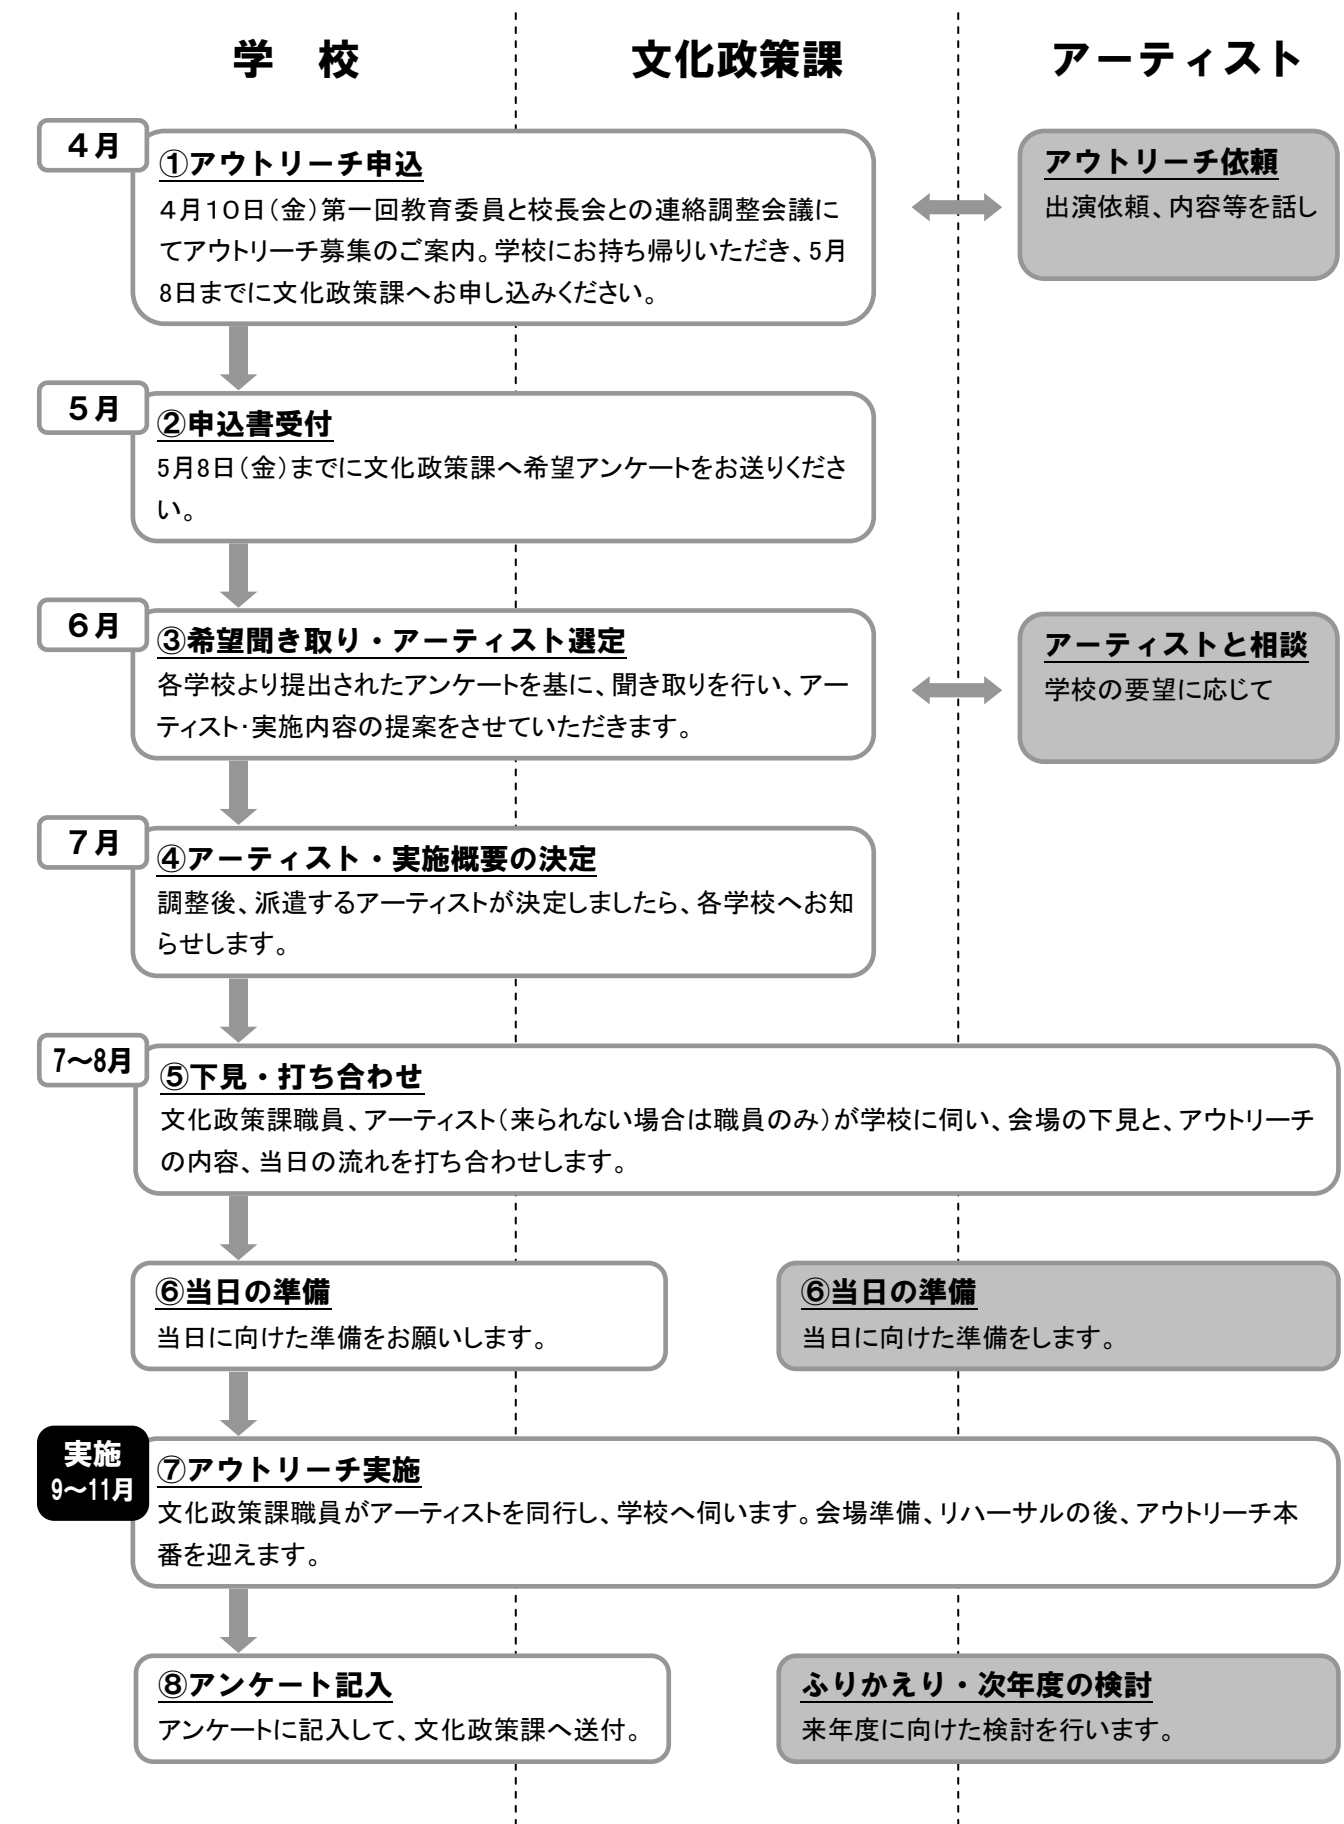 学　校
文化政策課
アーティスト
４月
①アウトリーチ申込
４月１０日（金）第一回教育委員と校長会との連絡調整会議に
てアウトリーチ募集のご案内。学校にお持ち帰りいただき、5月
8日までに文化政策課へお申し込みください。
アウトリーチ依頼
出演依頼、内容等を話し
５月
②申込書受付
5月8日（金）までに文化政策課へ希望アンケートをお送りくださ
い。
６月
③希望聞き取り・アーティスト選定
各学校より提出されたアンケートを基に、聞き取りを行い、アー
ティスト・実施内容の提案をさせていただきます。
アーティストと相談
学校の要望に応じて
７月
④アーティスト・実施概要の決定
調整後、派遣するアーティストが決定しましたら、各学校へお知
らせします。
7～8月
⑤下見・打ち合わせ
文化政策課職員、アーティスト（来られない場合は職員のみ）が学校に伺い、会場の下見と、アウトリーチ
の内容、当日の流れを打ち合わせします。
⑥当日の準備
当日に向けた準備をお願いします。
⑥当日の準備
当日に向けた準備をします。
実施
9～11月
⑦アウトリーチ実施
文化政策課職員がアーティストを同行し、学校へ伺います。会場準備、リハーサルの後、アウトリーチ本
番を迎えます。
⑧アンケート記入
アンケートに記入して、文化政策課へ送付。
ふりかえり・次年度の検討
来年度に向けた検討を行います。